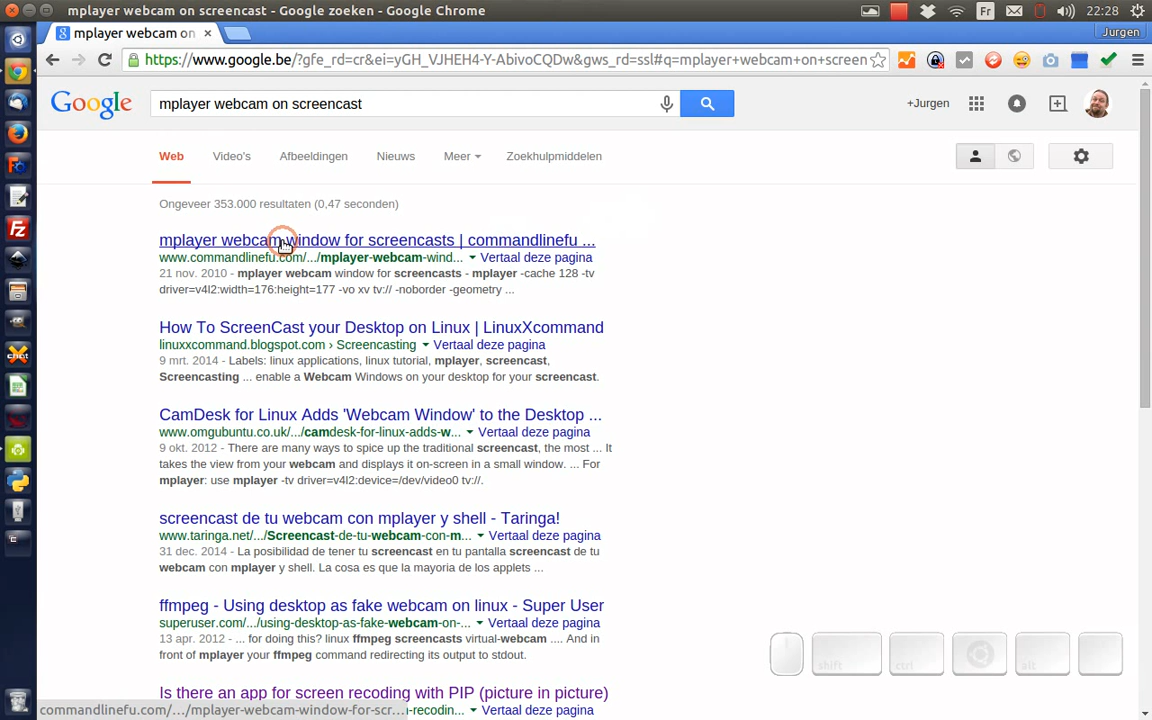 mplayer webcam on screencast - Google zoeken - Google Chrome
Fr
22:28
mplayer webcam on
Jurgen
https://www.google.be/?gfe_rd=cr&ei=yGH_VJHEH4-Y-AbivoCQDw&gws_rd=ssl#q=mplayer+webcam+on+screen
Google
mplayer webcam on screencast
+Jurgen
Web
Video's
Afbeeldingen
Nieuws
Meer
Zoekhulpmiddelen
Ongeveer 353.000 resultaten (0,47 seconden)
mplayer webcam window for screencasts | commandlinefu ...
www.commandlinefu.com/.../mplayer-webcam-wind... Vertaal deze pagina
21 nov. 2010 - mplayer webcam window for screencasts - mplayer -cache 128 -tv
driver=v4l2:width=176:height=177 -vo xv tv:// -noborder -geometry ...
How To ScreenCast your Desktop on Linux | LinuxXcommand
linuxxcommand.blogspot.com › Screencasting Vertaal deze pagina
9 mrt. 2014 - Labels: linux applications, linux tutorial, mplayer, screencast,
Screencasting ... enable a Webcam Windows on your desktop for your screencast.
CamDesk for Linux Adds 'Webcam Window' to the Desktop ...
www.omgubuntu.co.uk/.../camdesk-for-linux-adds-w... Vertaal deze pagina
9 okt. 2012 - There are many ways to spice up the traditional screencast, the most ... It
takes the view from your webcam and displays it on-screen in a small window. ... For
mplayer: use mplayer -tv driver=v4l2:device=/dev/video0 tv://.
screencast de tu webcam con mplayer y shell - Taringa!
www.taringa.net/.../Screencast-de-tu-webcam-con-m... Vertaal deze pagina
31 dec. 2014 - La posibilidad de tener tu screencast en tu pantalla screencast de tu
webcam con mplayer y shell. La cosa es que la mayoria de los applets ...
ffmpeg - Using desktop as fake webcam on linux - Super User
superuser.com/.../using-desktop-as-fake-webcam-on-... Vertaal deze pagina
13 apr. 2012 - ... for doing this? linux ffmpeg screencasts virtual-webcam .... And in
front of mplayer your ffmpeg command redirecting its output to stdout.
Is there an app for screen recoding with PIP (picture in picture)
commandlinefu.com/.../mplayer-webcam-window-for-scr...
-recodin... Vertaal deze pagina
shift
ctrl
alt